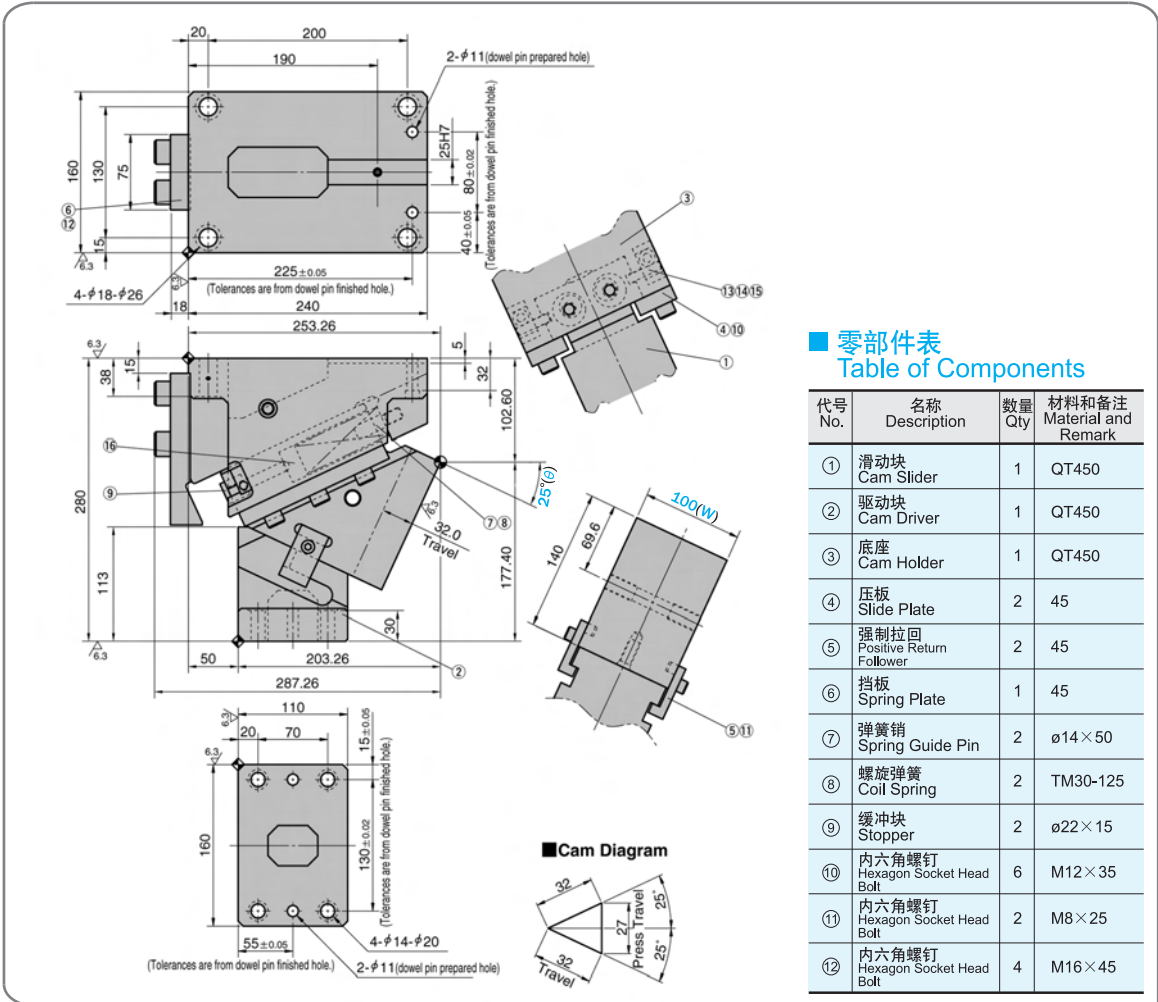 20
200
190
2-φ11(dowel pin prepared hole)
160
130
75
15
6.3
⑥
⑫
25H7
80±0.02
40±0.05
(Tolerances are from dowel pin finished hole.)
4-φ18-φ26
6.3
18
225±0.05
(Tolerances are from dowel pin finished hole.)
240
③
⑬⑭⑮
④⑩
①
253.26
6.3
15
38
5
32
102.60
⑯
⑨
280
25°(θ)
⑦⑧
6.3
32.0
Travel
177.40
113
30
6.3
50
203.26
②
287.26
100(W)
69.6
140
⑤⑪
110
6.3
20
70
6.3
15±0.05
160
130±0.02
(Tolerances are from dowel pin finished hole.)
55±0.05
(Tolerances are from dowel pin finished hole.)
4-φ14-φ20
2-φ11(dowel pin prepared hole)
■Cam Diagram
32
32
Travel
27
Press Travel
25°
25°
■ 零部件表
Table of Components
代号 名称 数量 材料和备注
No. Description Qty Material and
Remark
① 滑动块 1 QT450
Cam Slider
② 驱动块 1 QT450
Cam Driver
③ 底座 1 QT450
Cam Holder
④ 压板 2 45
Slide Plate
⑤ 强制拉回 2 45
Positive Return
Follower
⑥ 挡板 1 45
Spring Plate
⑦ 弹簧销 2 ø14×50
Spring Guide Pin
⑧ 螺旋弹簧 2 TM30-125
Coil Spring
⑨ 缓冲块 2 ø22×15
Stopper
⑩ 内六角螺钉 6 M12×35
Hexagon Socket Head
Bolt
⑪ 内六角螺钉 2 M8×25
Hexagon Socket Head
Bolt
⑫ 内六角螺钉 4 M16×45
Hexagon Socket Head
Bolt